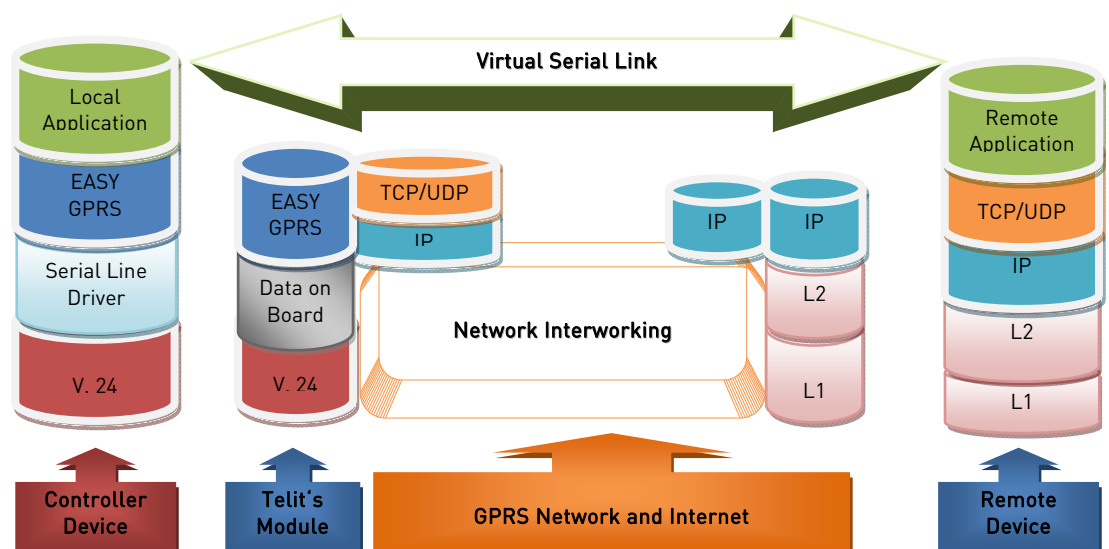 Virtual Serial Link
Local
Application
EASY
GPRS
Serial Line
Driver
V. 24
EASY
GPRS
Data on
Board
V. 24
TCP/UDP
IP
Network Interworking
IP
IP
L2
L1
Remote
Application
TCP/UDP
IP
L2
L1
Controller
Device
Telit's
Module
GPRS Network and Internet
Remote
Device